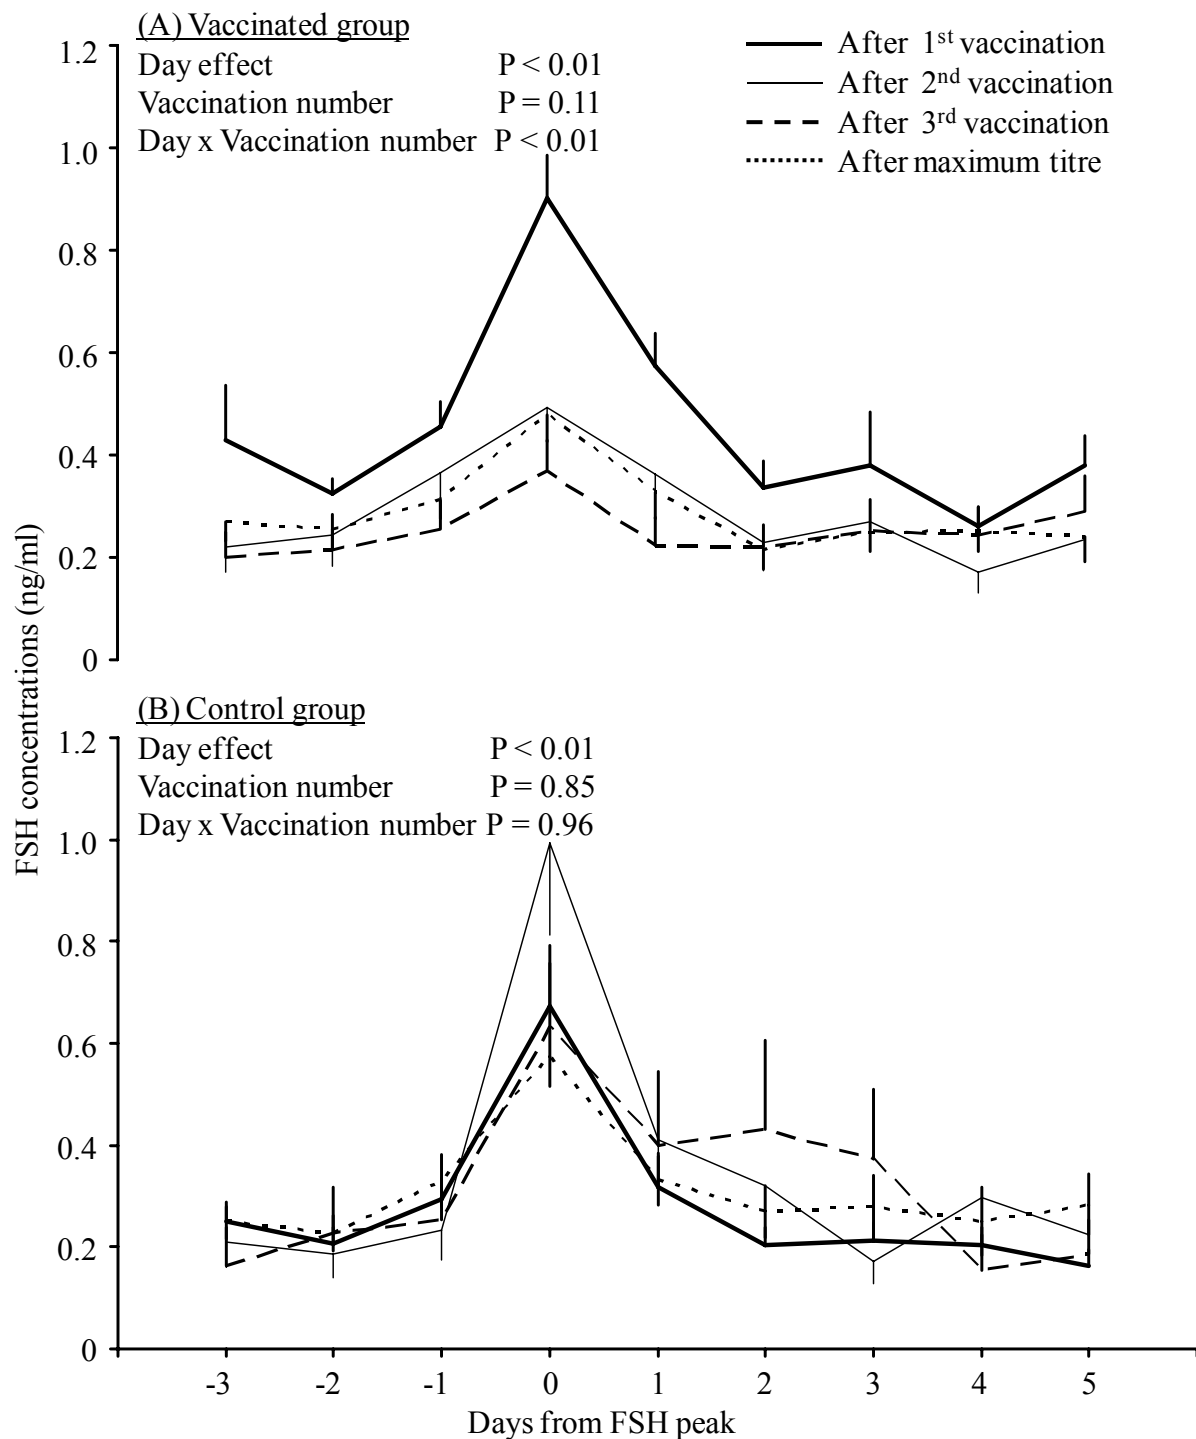 (A) Vaccinated group
Day effect P < 0.01
Vaccination number P = 0.11
Day x Vaccination number P < 0.01
After 1st vaccination
After 2nd vaccination
After 3rd vaccination
After maximum titre
1.2
1.0
0.8
0.6
0.4
0.2
0
FSH concentrations (ng/ml)
(B) Control group
Day effect P < 0.01
Vaccination number P = 0.85
Day x Vaccination number P = 0.96
1.2
1.0
0.8
0.6
0.4
0.2
0
-3 -2 -1 0 1 2 3 4 5
Days from FSH peak